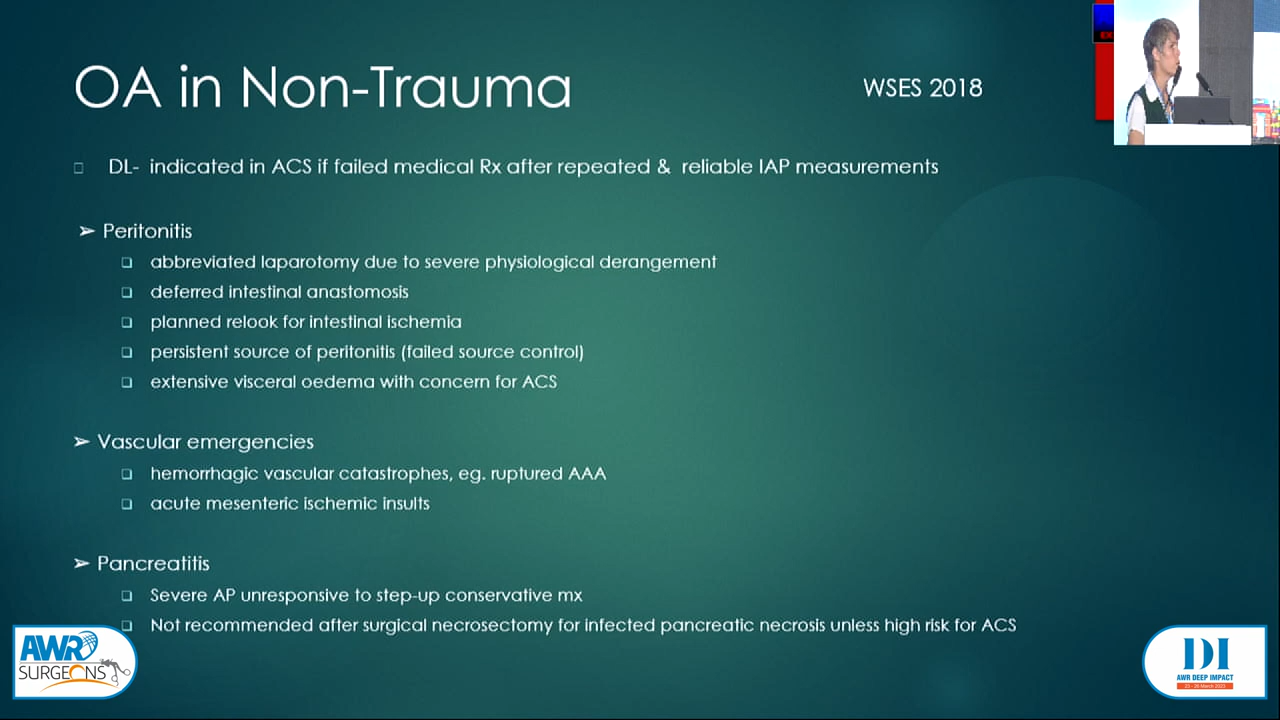 OA in Non-Trauma
WSES 2018
DL- indicated in ACS if failed medical Rx after repeated & reliable IAP measurements
➢ Peritonitis
❑ abbreviated laparotomy due to severe physiological derangement
❑ deferred intestinal anastomosis
❑ planned relook for intestinal ischemia
❑ persistent source of peritonitis (failed source control)
❑ extensive visceral oedema with concern for ACS
➢ Vascular emergencies
❑ hemorrhagic vascular catastrophes, eg. ruptured AAA
❑ acute mesenteric ischemic insults
➢ Pancreatitis
❑ Severe AP unresponsive to step-up conservative mx
❑ Not recommended after surgical necrosectomy for infected pancreatic necrosis unless high risk for ACS
AWR
SURGEONS
DI
AWR DEEP IMPACT